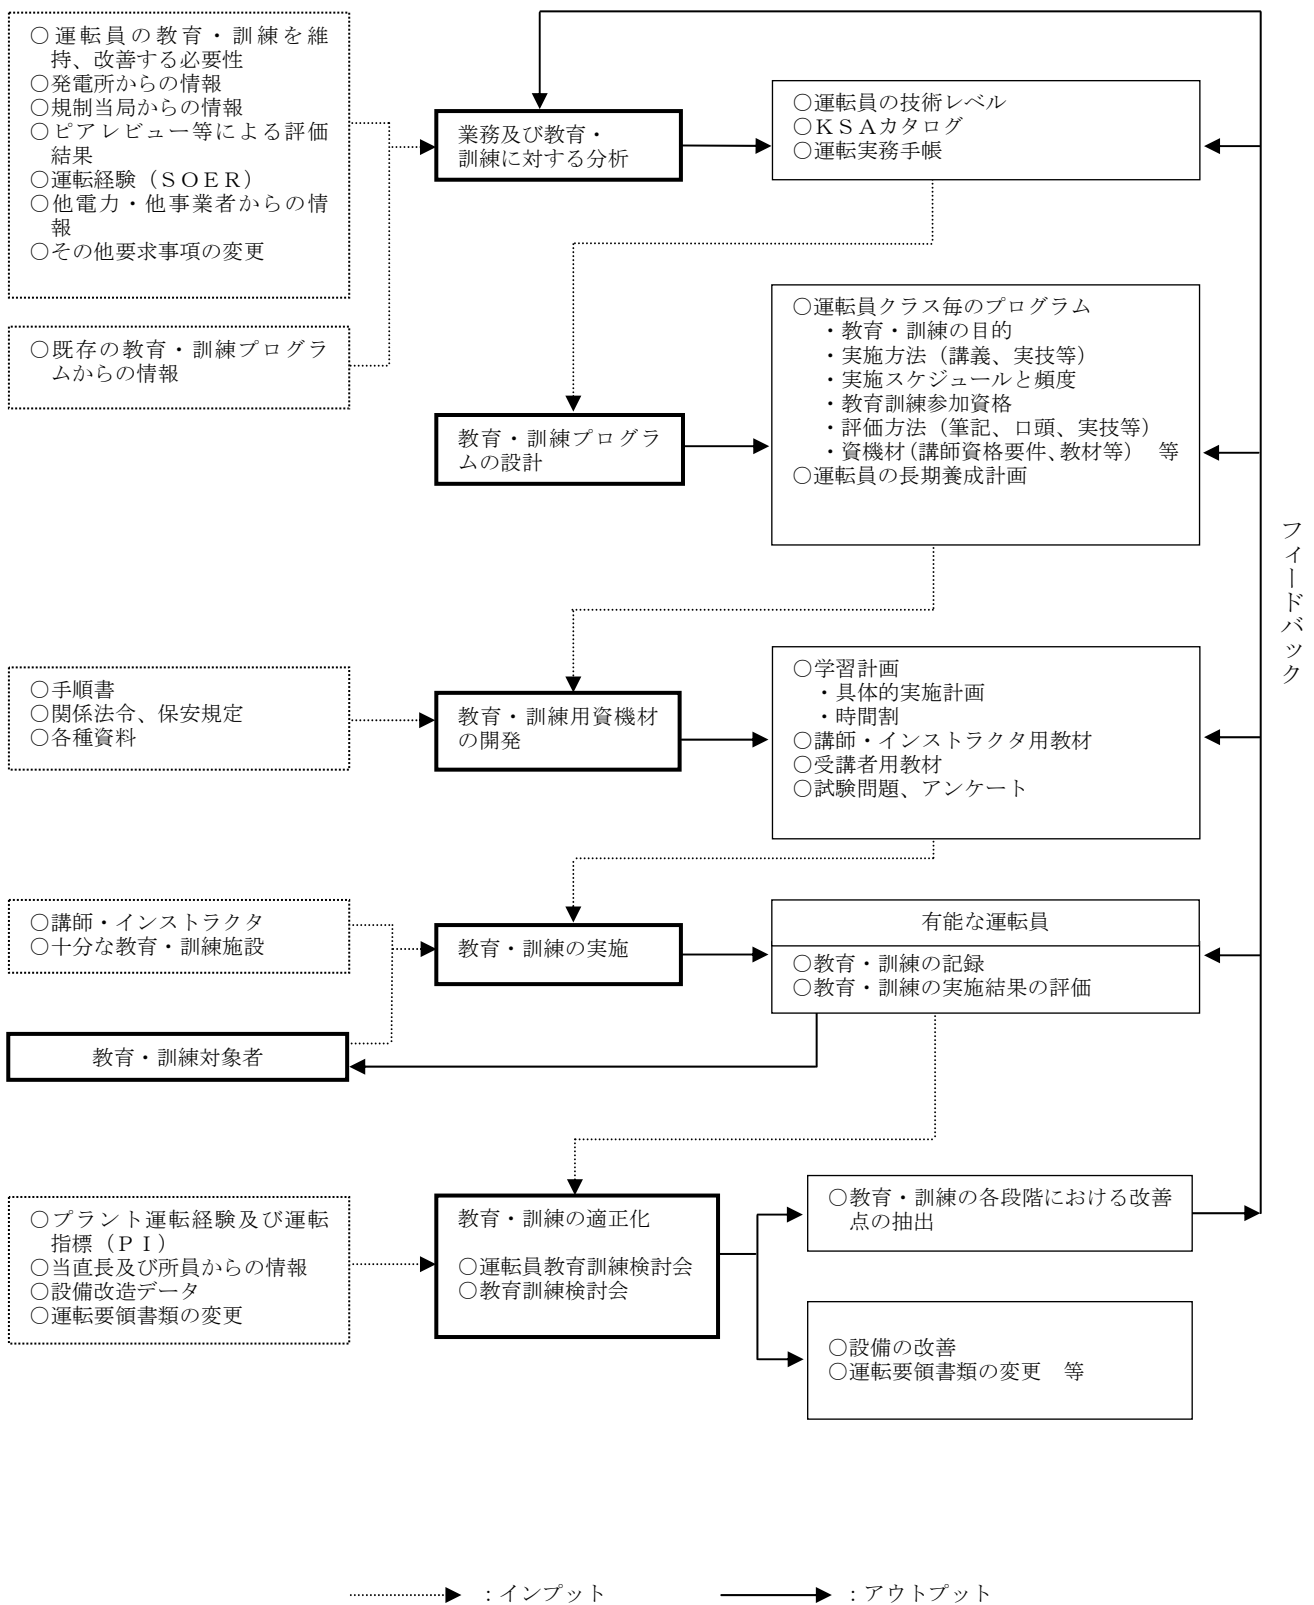 ○運転員の教育・訓練を維
持、改善する必要性
○発電所からの情報
○規制当局からの情報
○ピアレビュー等による評価
結果
○運転経験（ＳＯＥＲ）
○他電力・他事業者からの情
報
○その他要求事項の変更
○既存の教育・訓練プログラ
ムからの情報
業務及び教育・
訓練に対する分析
○運転員の技術レベル
○ＫＳＡカタログ
○運転実務手帳
教育・訓練プログラ
ムの設計
○運転員クラス毎のプログラム
・教育・訓練の目的
・実施方法（講義、実技等）
・実施スケジュールと頻度
・教育訓練参加資格
・評価方法（筆記、口頭、実技等）
・資機材（講師資格要件、教材等）　等
○運転員の長期養成計画
フィードバック
○手順書
○関係法令、保安規定
○各種資料
教育・訓練用資機材
の開発
○学習計画
・具体的実施計画
・時間割
○講師・インストラクタ用教材
○受講者用教材
○試験問題、アンケート
○講師・インストラクタ
○十分な教育・訓練施設
教育・訓練の実施
有能な運転員
○教育・訓練の記録
○教育・訓練の実施結果の評価
教育・訓練対象者
○プラント運転経験及び運転
指標（ＰＩ）
○当直長及び所員からの情報
○設備改造データ
○運転要領書類の変更
教育・訓練の適正化
○運転員教育訓練検討会
○教育訓練検討会
○教育・訓練の各段階における改善
点の抽出
○設備の改善
○運転要領書類の変更　等
：インプット
：アウトプット